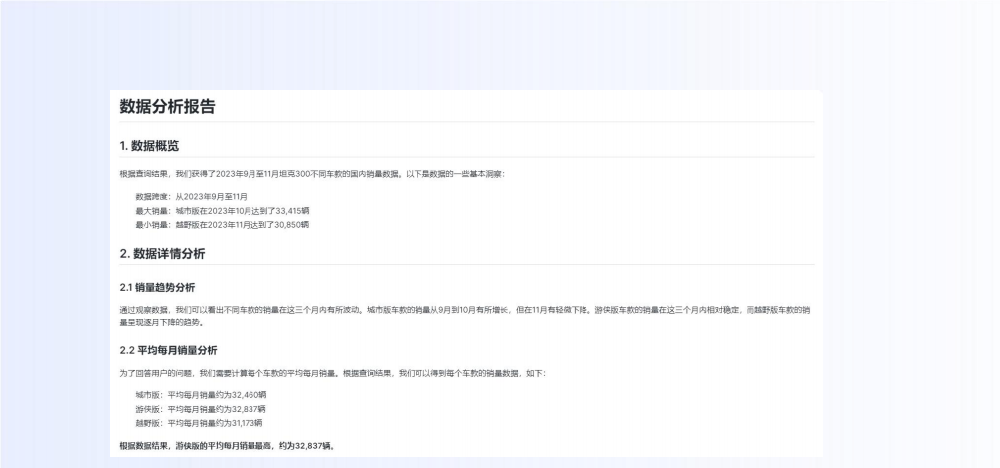 数据分析报告
1. 数据概览
根据查询结果，我们获得了2023年9月至11月坦克300不同车款的国内销量数据。以下是数据的一些基本洞察：
数据跨度：从2023年9月至11月
最大销量：城市版在2023年10月达到了33,415辆
最小销量：越野版在2023年11月达到了30,850辆
2. 数据详情分析
2.1 销量趋势分析
通过观察数据，我们可以看出不同车款的销量在这三个月内有所波动。城市版车款的销量从9月到10月有所增长，但在11月有轻微下降。游侠版车款的销量在这三个月内相对稳定，而越野版车款的销
量呈现逐月下降的趋势。
2.2 平均每月销量分析
为了回答用户的问题，我们需要计算每个车款的平均每月销量。根据查询结果，我们可以得到每个车款的销量数据，如下：
城市版：平均每月销量约为32,460辆
游侠版：平均每月销量约为32,837辆
越野版：平均每月销量约为31,173辆
根据数据结果，游侠版的平均每月销量最高，约为32,837辆。